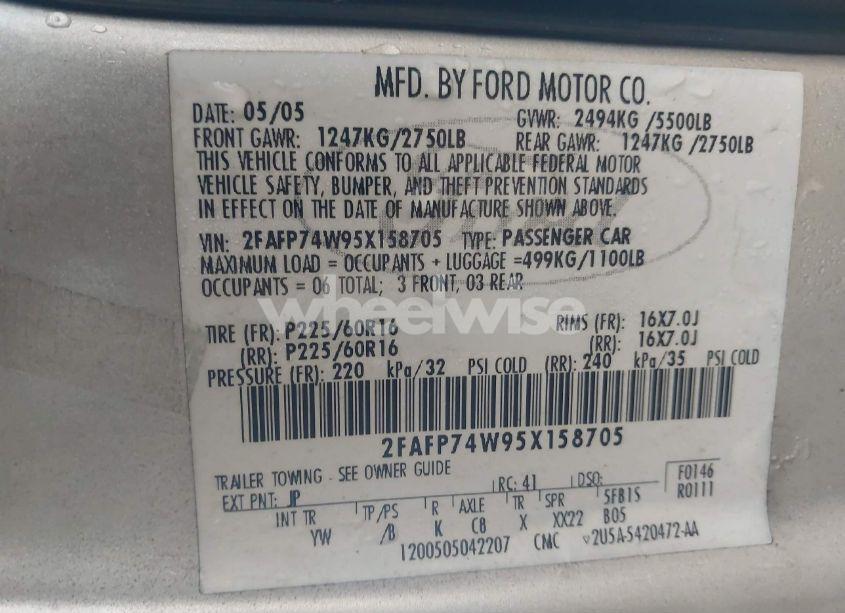 MFD. BY FORD MOTOR CO.
DATE: 05/05 GVWR: 2494KG /5500LB
FRONT GAWR: 1247KG/2750LB REAR GAWR: 1247KG /2750LB
THIS VEHICLE CONFORMS TO ALL APPLICABLE FEDERAL MOTOR
VEHICLE SAFETY, BUMPER, AND THEFT PREVENTION STANDARDS
IN EFFECT ON THE DATE OF MANUFACTURE SHOWN ABOVE.
VIN: 2FAFP74W95X158705 TYPE: PASSENGER CAR
MAXIMUM LOAD = OCCUPANTS + LUGGAGE =499KG/1100LB
OCCUPANTS = 06 TOTAL; 3 FRONT, 03 REAR
wheelwise
TIRE (FR): P225/60R16 RIMS (FR): 16X7.0J
(RR): P225/60R16 (RR): 16X7.0J
PRESSURE (FR): 220 kPa/32 PSI COLD (RR): 240 kPa/35 PSI COLD
2FAFP74W95X158705
TRAILER TOWING - SEE OWNER GUIDE
EXT PNT: JP RC: 41 DSO: F0146
R0111
INT TR TP/PS R AXLE TR SPR 5FB1S
YW /B K C8 X XX22 B05
1200505042207 CMC v2U5A-5420472-AA